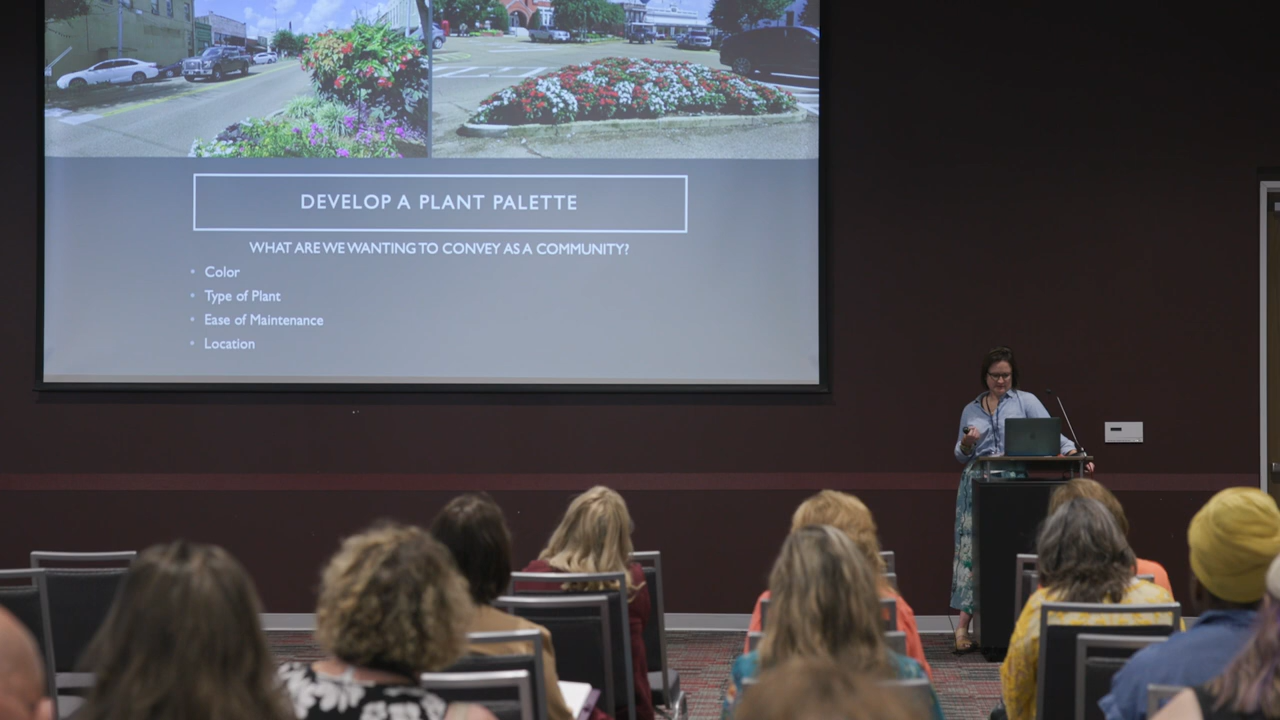 DEVELOP A PLANT PALETTE
WHAT ARE WE WANTING TO CONVEY AS A COMMUNITY?
• Color
• Type of Plant
• Ease of Maintenance
• Location